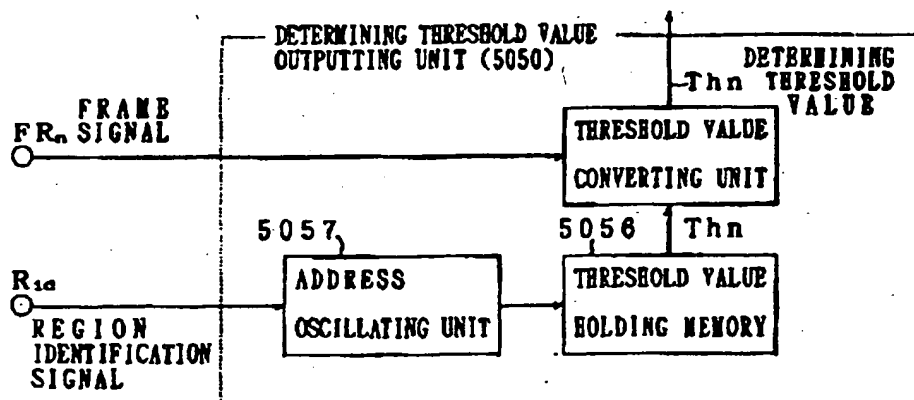 DETERMINING THRESHOLD VALUE
OUTPUTTING UNIT (5050)
Thn
DETERMINING
THRESHOLD
VALUE
FRn
FRAME
SIGNAL
THRESHOLD VALUE
CONVERTING UNIT
5057
5056
Thn
Rid
REGION
IDENTIFICATION
SIGNAL
ADDRESS
OSCILLATING UNIT
THRESHOLD VALUE
HOLDING MEMORY